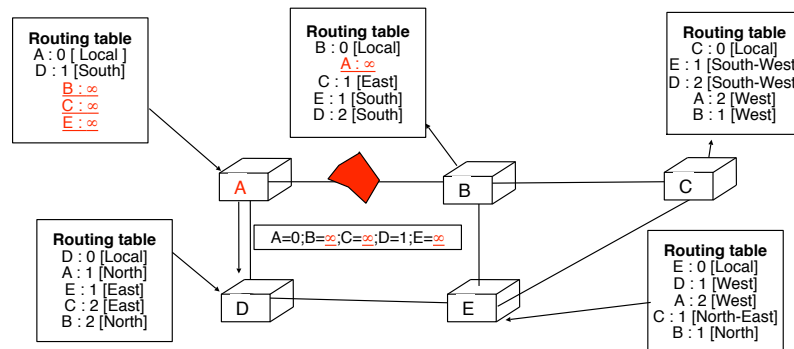 Routing table
A : 0 [ Local ]
D : 1 [South]
B : ∞
C : ∞
E : ∞
Routing table
B : 0 [Local]
A : ∞
C : 1 [East]
E : 1 [South]
D : 2 [South]
Routing table
C : 0 [Local]
E : 1 [South-West]
D : 2 [South-West]
A : 2 [West]
B : 1 [West]
A
B
C
A=0;B=∞;C=∞;D=1;E=∞
Routing table
D : 0 [Local]
A : 1 [North]
E : 1 [East]
C : 2 [East]
B : 2 [North]
D
E
Routing table
E : 0 [Local]
D : 1 [West]
A : 2 [West]
C : 1 [North-East]
B : 1 [North]